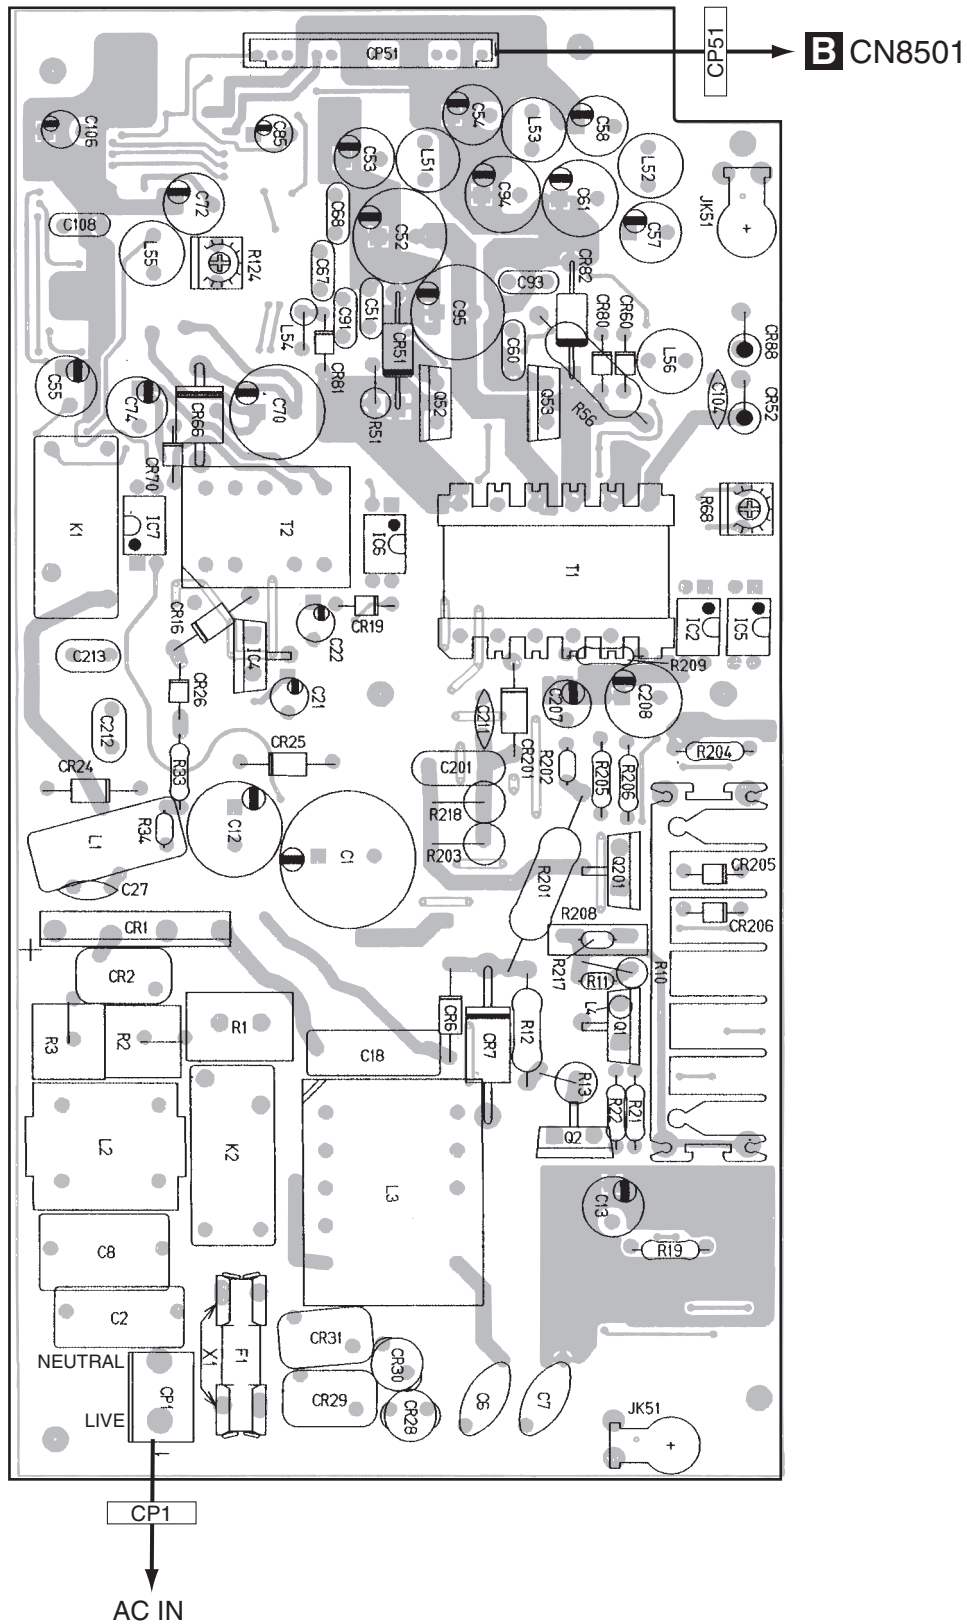 CP51
CP51
B CN8501
C106
C85
C54
L53
C58
C53
L51
L52
C72
C68
C94
C61
C57
JK51
+
C108
L55
R124
C52
C67
C91
C51
C93
CR82
CR80
CR60
L54
CR81
CR51
C95
C60
L56
CR88
C55
C74
CR66
C70
R51
Q52
Q53
R56
C104
CR52
K1
CR70
IC7
T2
IC6
T1
R68
CR16
IC4
C22
CR19
IC2
IC5
C213
R209
CR26
C21
C207
C208
C212
C211
CR201
CR24
R33
CR25
C201
R202
R205
R206
R204
L1
R34
C12
C1
R218
R203
R201
Q201
CR205
C27
R208
CR206
CR1
R217
R10
CR2
R11
L4
Q1
R3
R2
R1
C18
CR6
CR7
R12
R13
R22
R21
L2
K2
L3
Q2
C13
C8
R19
C2
X1
F1
CR31
CR30
NEUTRAL
CP1
CR29
CR28
C6
C7
JK51
+
LIVE
1
CP1
AC IN